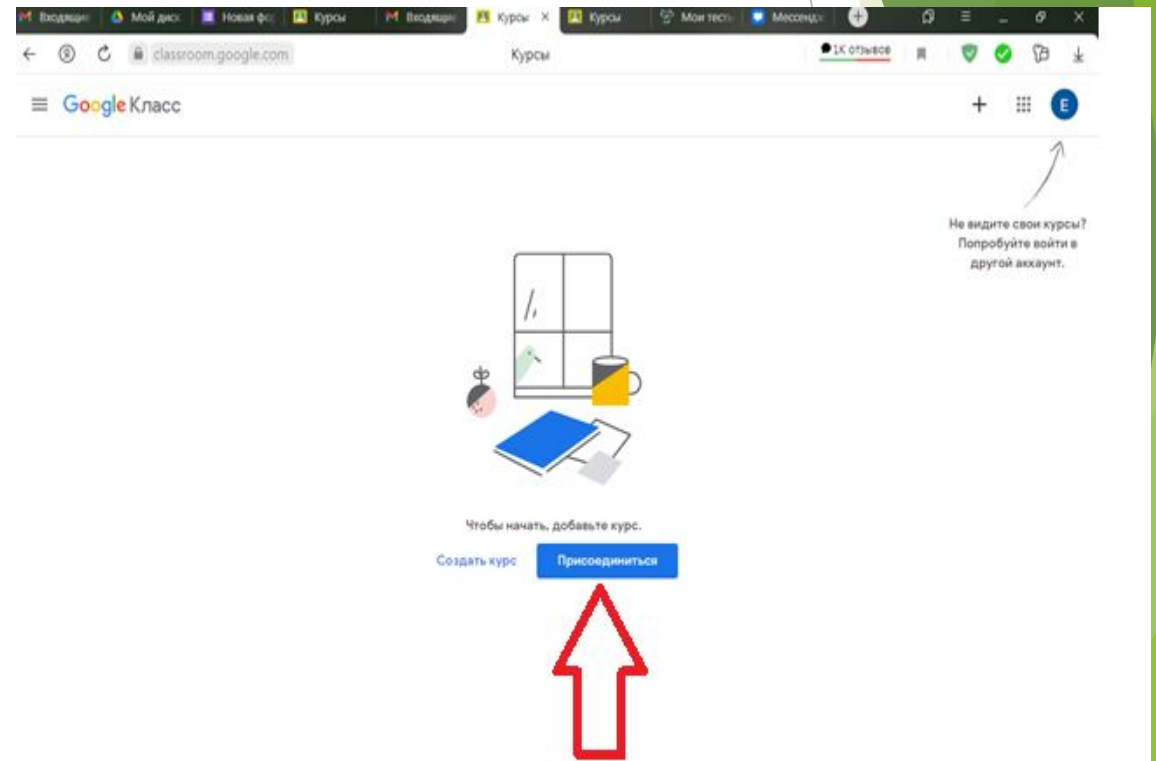 Входящие Мой диск Новая фор Курсы Входящие Курсы Курсы Мои тесты Мессендж
classroom.google.com Курсы 1К отзывов
Google Класс E
Не видите свои курсы?
Попробуйте войти в
другой аккаунт.
Чтобы начать, добавьте курс.
Создать курс Присоединиться